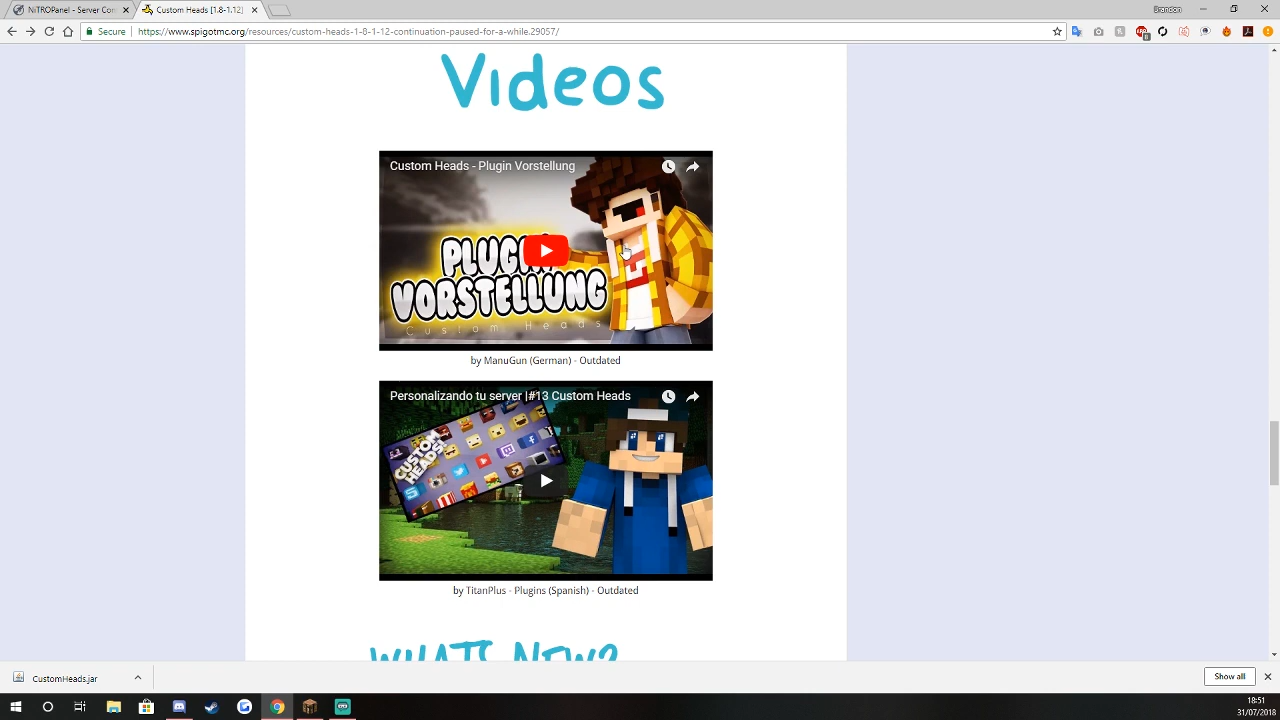 NiTROPanel - Server Con
Custom Heads [1.8-1.12]
Brandon
Secure
https://www.spigotmc.org/resources/custom-heads-1-8-1-12-continuation-paused-for-a-while.29057/
Videos
Custom Heads - Plugin Vorstellung
PLUGIN
VORSTELLUNG
Custom Heads
by ManuGun (German) - Outdated
Personalizando tu server |#13 Custom Heads
CUSTOM
HEADS
by TitanPlus - Plugins (Spanish) - Outdated
WHATS NEW?
CustomHeads.jar
Show all
18:51
31/07/2018